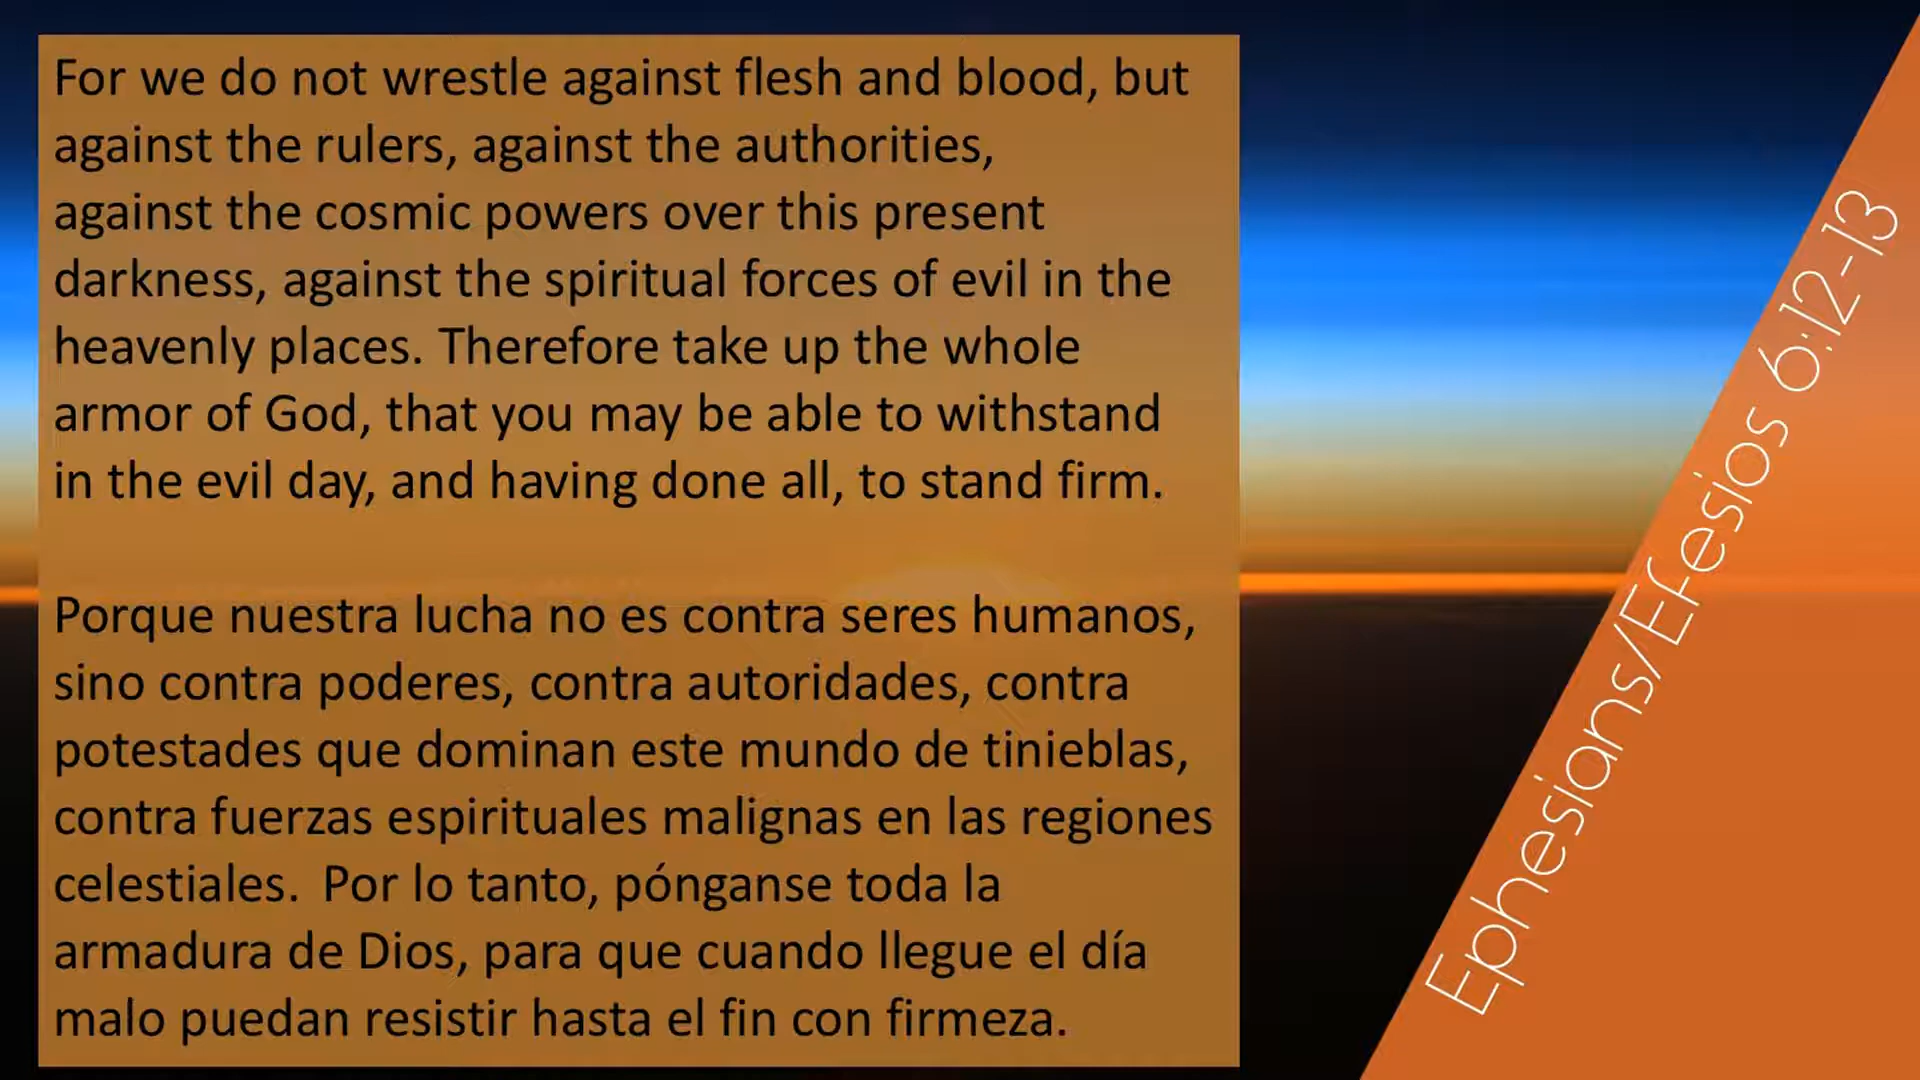 For we do not wrestle against flesh and blood, but
against the rulers, against the authorities,
against the cosmic powers over this present
darkness, against the spiritual forces of evil in the
heavenly places. Therefore take up the whole
armor of God, that you may be able to withstand
in the evil day, and having done all, to stand firm.
Porque nuestra lucha no es contra seres humanos,
sino contra poderes, contra autoridades, contra
potestades que dominan este mundo de tinieblas,
contra fuerzas espirituales malignas en las regiones
celestiales. Por lo tanto, pónganse toda la
armadura de Dios, para que cuando llegue el día
malo puedan resistir hasta el fin con firmeza.
Ephesians/Efesios 6:12-13